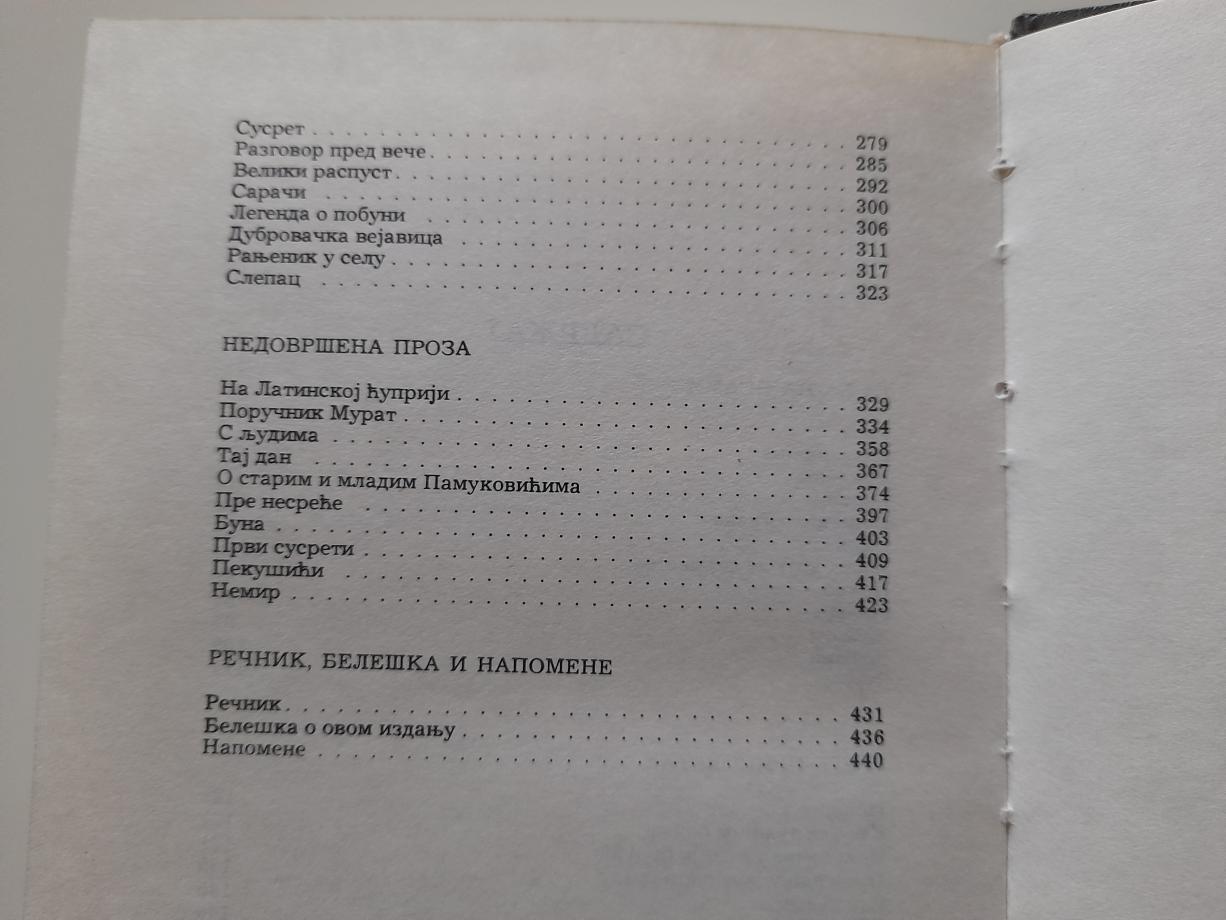 Сусрет . . . . . . . . . . . . . . . . . . . . . . . . . . . . . . 279
Разговор пред вече . . . . . . . . . . . . . . . . . . . . . . . . 285
Велики распуст . . . . . . . . . . . . . . . . . . . . . . . . . . 292
Сарачи . . . . . . . . . . . . . . . . . . . . . . . . . . . . . . 300
Легенда о побуни . . . . . . . . . . . . . . . . . . . . . . . . . 306
Дубровачка вејавица . . . . . . . . . . . . . . . . . . . . . . . 311
Рањеник у селу . . . . . . . . . . . . . . . . . . . . . . . . . . 317
Слепац . . . . . . . . . . . . . . . . . . . . . . . . . . . . . . 323
НЕДОВРШЕНА ПРОЗА
На Латинској ћуприји . . . . . . . . . . . . . . . . . . . . . . . 329
Поручник Мурат . . . . . . . . . . . . . . . . . . . . . . . . . . 334
С људима . . . . . . . . . . . . . . . . . . . . . . . . . . . . . 358
Тај дан . . . . . . . . . . . . . . . . . . . . . . . . . . . . . . 367
О старим и младим Памуковићима . . . . . . . . . . . . . . . 374
Пре несреће . . . . . . . . . . . . . . . . . . . . . . . . . . . . 397
Буна . . . . . . . . . . . . . . . . . . . . . . . . . . . . . . . . 403
Први сусрети . . . . . . . . . . . . . . . . . . . . . . . . . . . 409
Пекушићи . . . . . . . . . . . . . . . . . . . . . . . . . . . . . 417
Немир . . . . . . . . . . . . . . . . . . . . . . . . . . . . . . . 423
РЕЧНИК, БЕЛЕШКА И НАПОМЕНЕ
Речник . . . . . . . . . . . . . . . . . . . . . . . . . . . . . . . 431
Белешка о овом издању . . . . . . . . . . . . . . . . . . . . . . 436
Напомене . . . . . . . . . . . . . . . . . . . . . . . . . . . . . 440